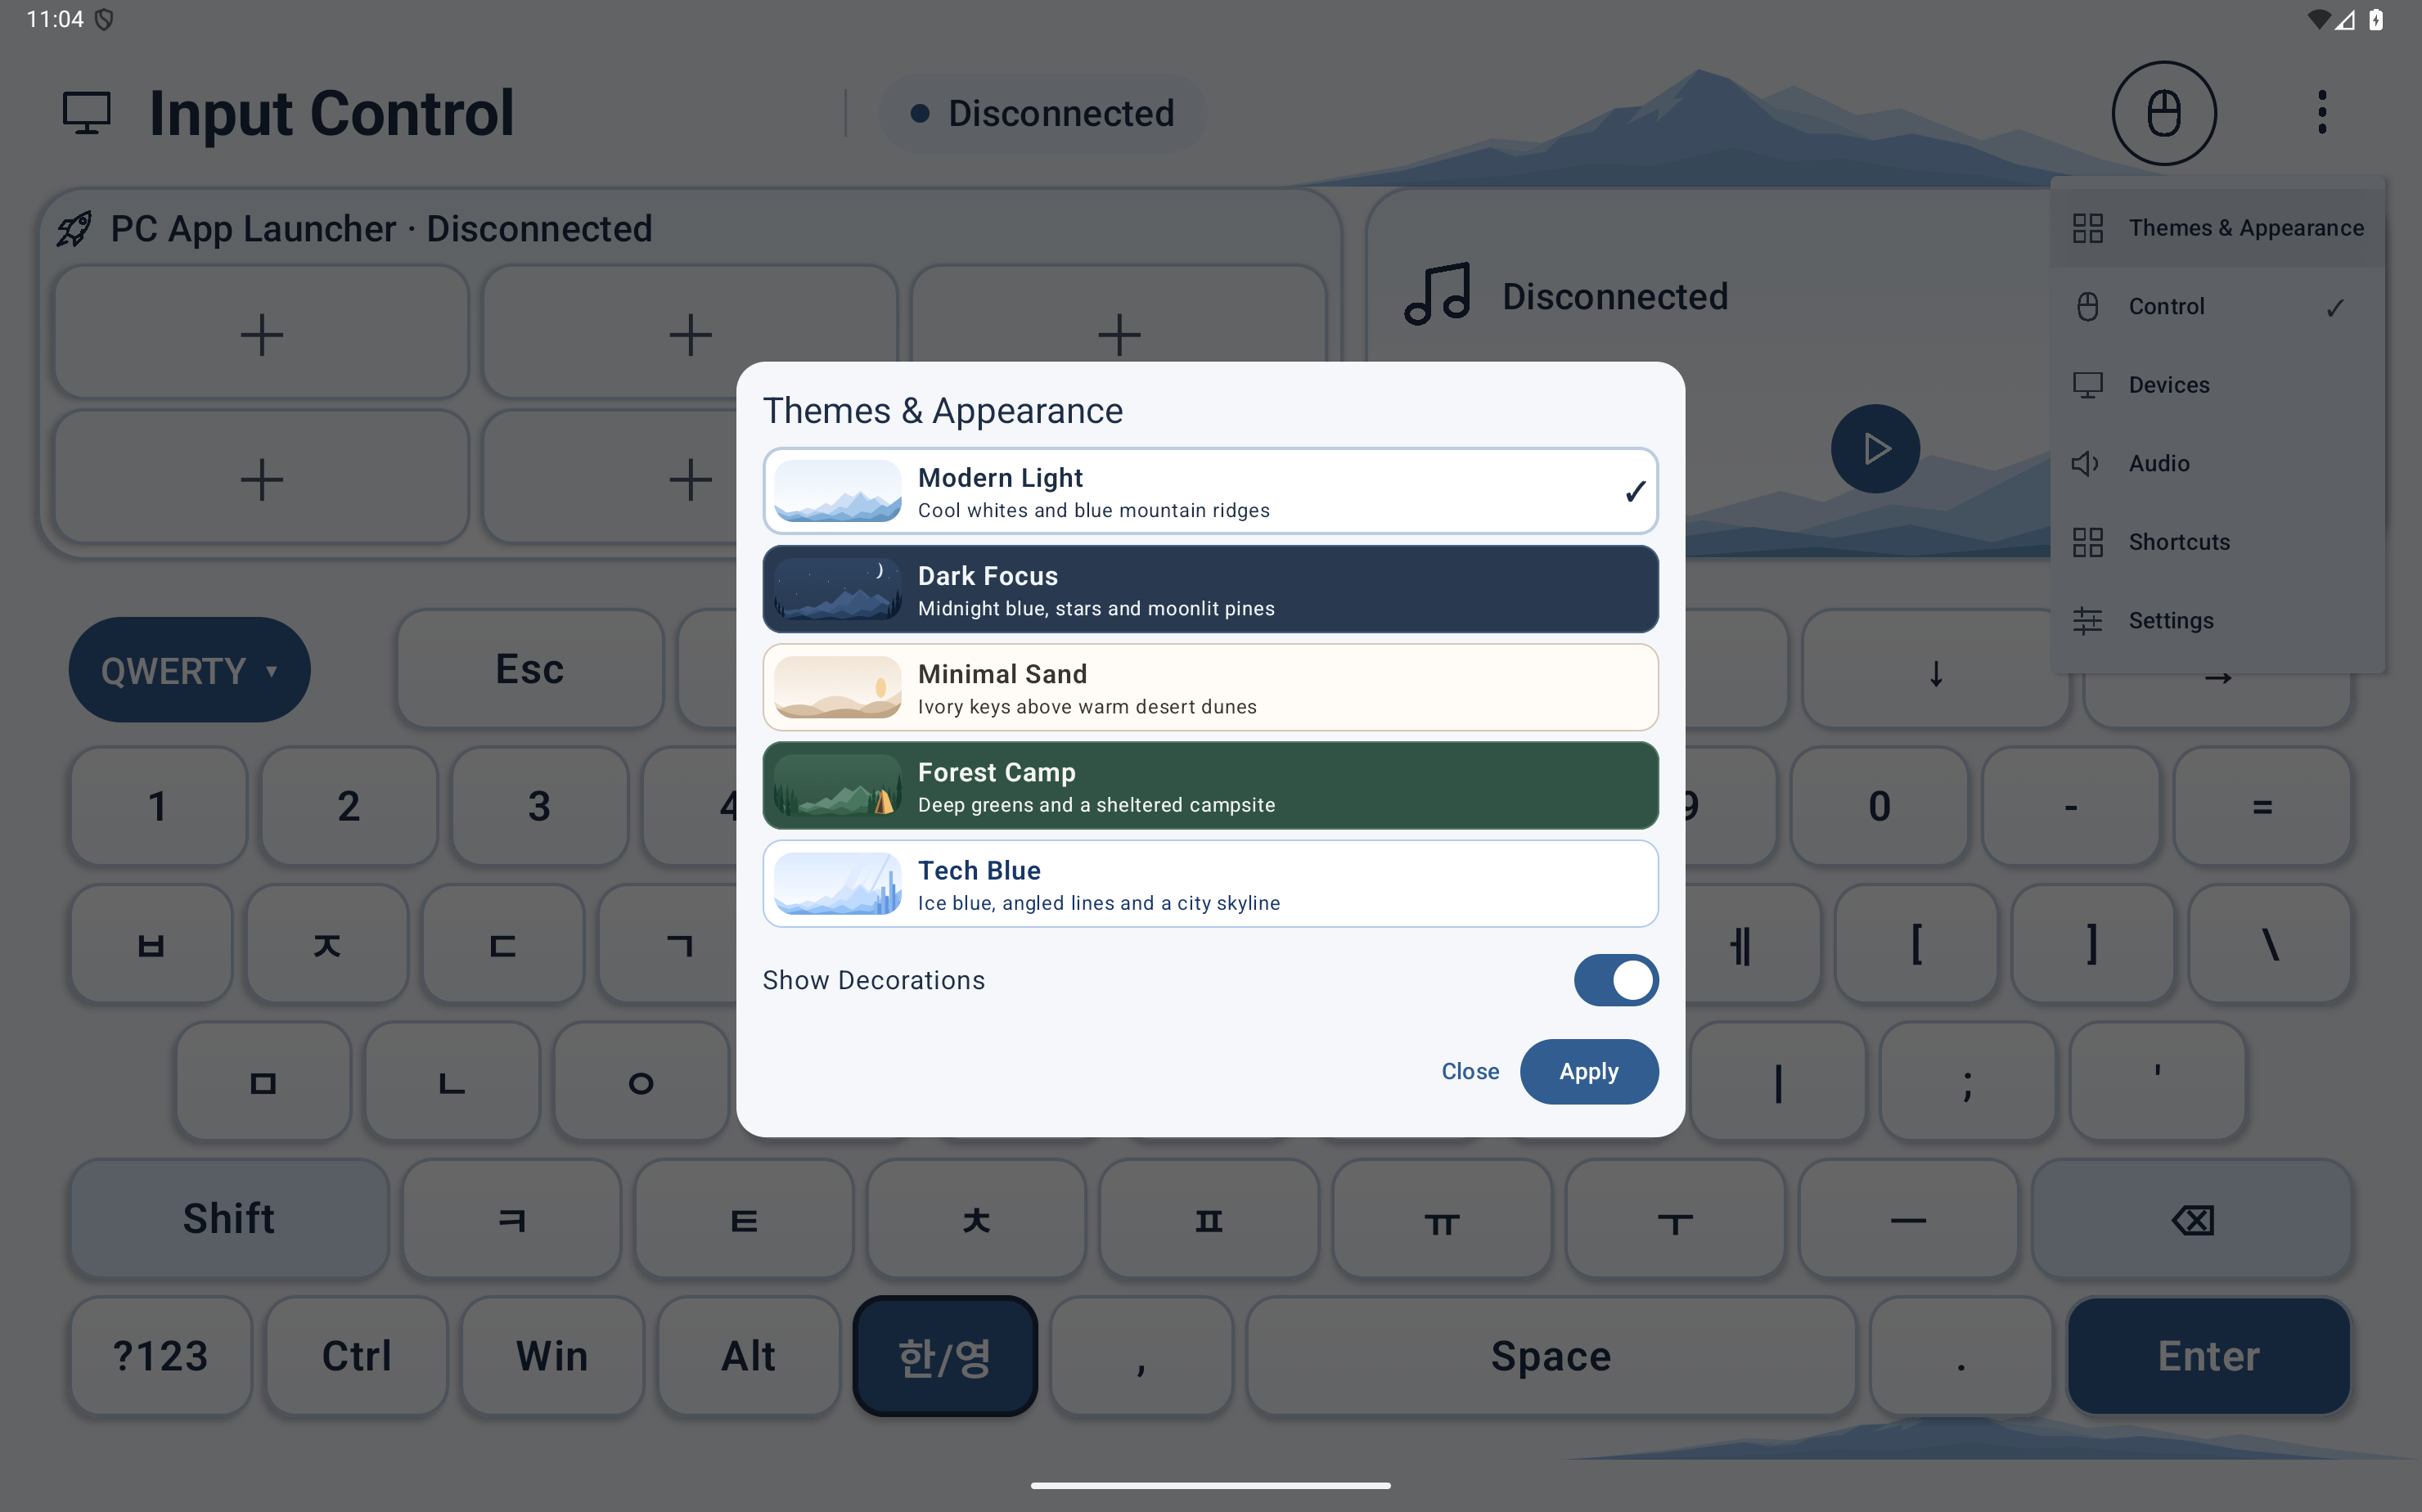 11:04
Input Control
Disconnected
PC App Launcher · Disconnected
Disconnected
Themes & Appearance
Control ✓
Devices
Audio
Shortcuts
Settings
Themes & Appearance
Modern Light
Cool whites and blue mountain ridges
✓
Dark Focus
Midnight blue, stars and moonlit pines
Minimal Sand
Ivory keys above warm desert dunes
Forest Camp
Deep greens and a sheltered campsite
Tech Blue
Ice blue, angled lines and a city skyline
Show Decorations
Close Apply
QWERTY ▾ Esc ↓ →
1 2 3 4 9 0 - =
ㅂ ㅈ ㄷ ㄱ ㅔ [ ] \
ㅁ ㄴ ㅇ ㅣ ; '
Shift ㅋ ㅌ ㅊ ㅍ ㅠ ㅜ ㅡ
?123 Ctrl Win Alt 한/영 , Space . Enter